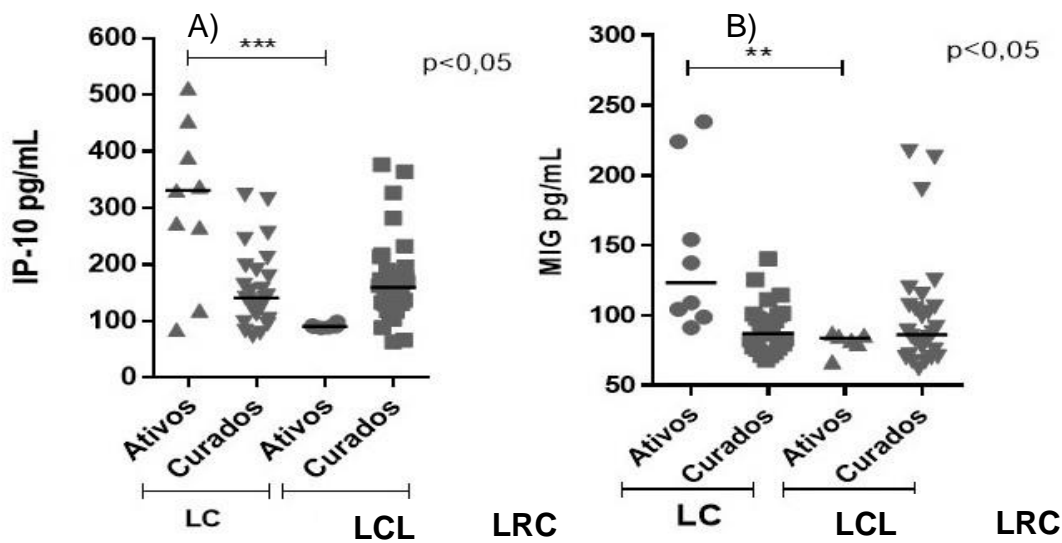 A)
600
500
400
300
200
100
0
IP-10 pg/mL
***
p<0,05
Ativos
Curados
Ativos
Curados
LC
LCL
LRC
B)
300
250
200
150
100
50
MIG pg/mL
**
p<0,05
Ativos
Curados
Ativos
Curados
LC
LCL
LRC